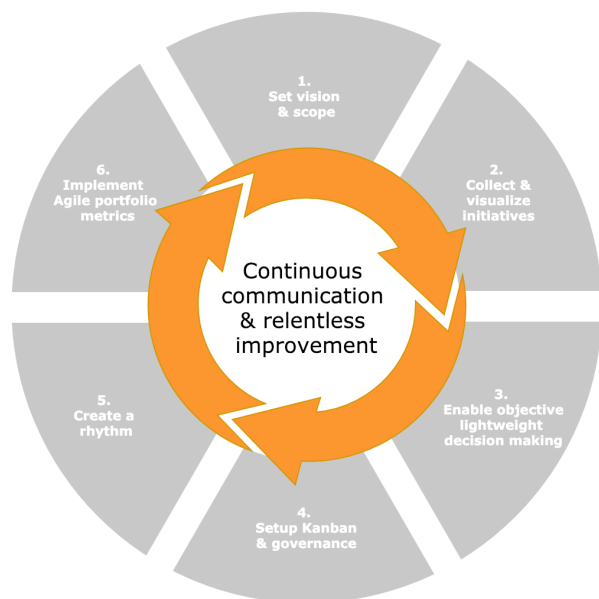 1.
Set vision
& scope
2.
Collect &
visualize
initiatives
3.
Enable objective
lightweight
decision making
4.
Setup Kanban
& governance
5.
Create a
rhythm
6.
Implement
Agile portfolio
metrics
Continuous
communication
& relentless
improvement